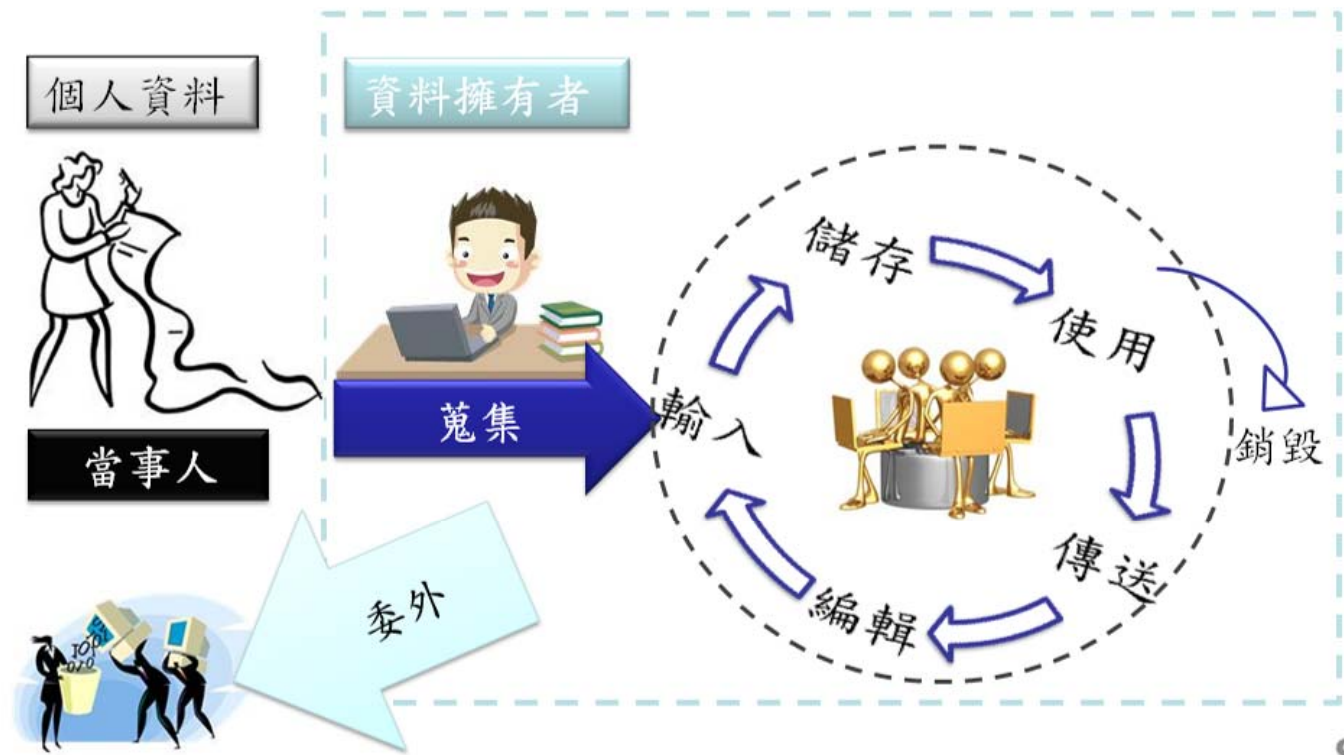 個人資料
資料擁有者
當事人
蒐集
輸入
儲存
使用
傳送
編輯
銷毀
委外